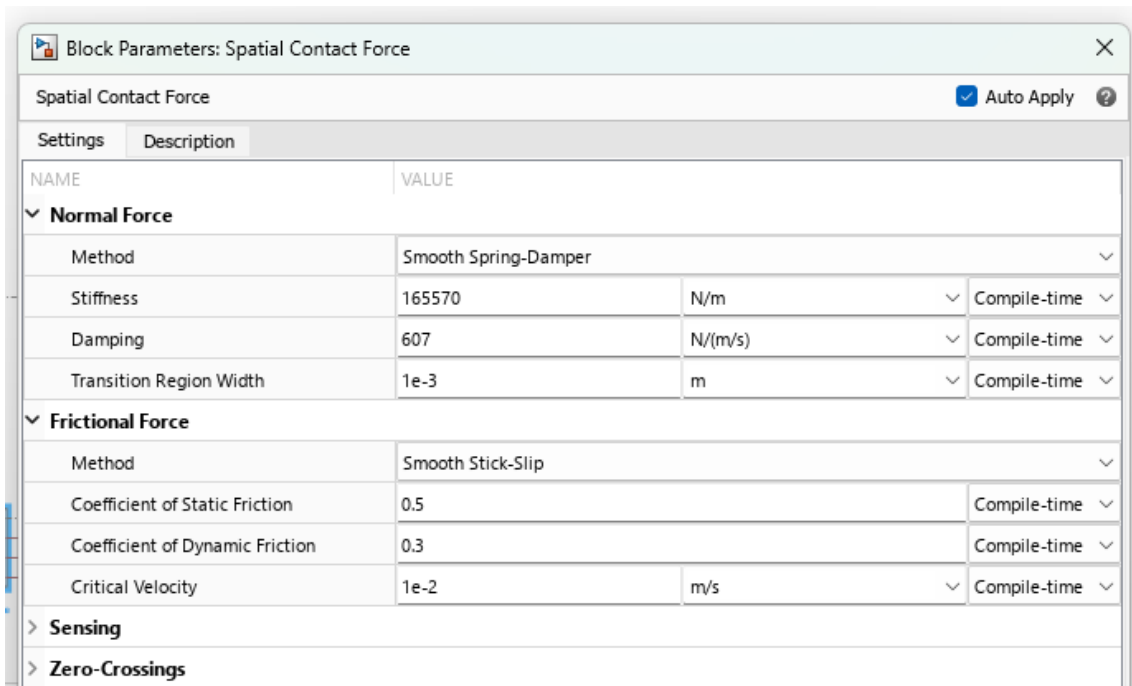 Block Parameters: Spatial Contact Force
Spatial Contact Force Auto Apply
Settings Description
NAME VALUE
Normal Force
Method Smooth Spring-Damper
Stiffness 165570 N/m Compile-time
Damping 607 N/(m/s) Compile-time
Transition Region Width 1e-3 m Compile-time
Frictional Force
Method Smooth Stick-Slip
Coefficient of Static Friction 0.5 Compile-time
Coefficient of Dynamic Friction 0.3 Compile-time
Critical Velocity 1e-2 m/s Compile-time
Sensing
Zero-Crossings